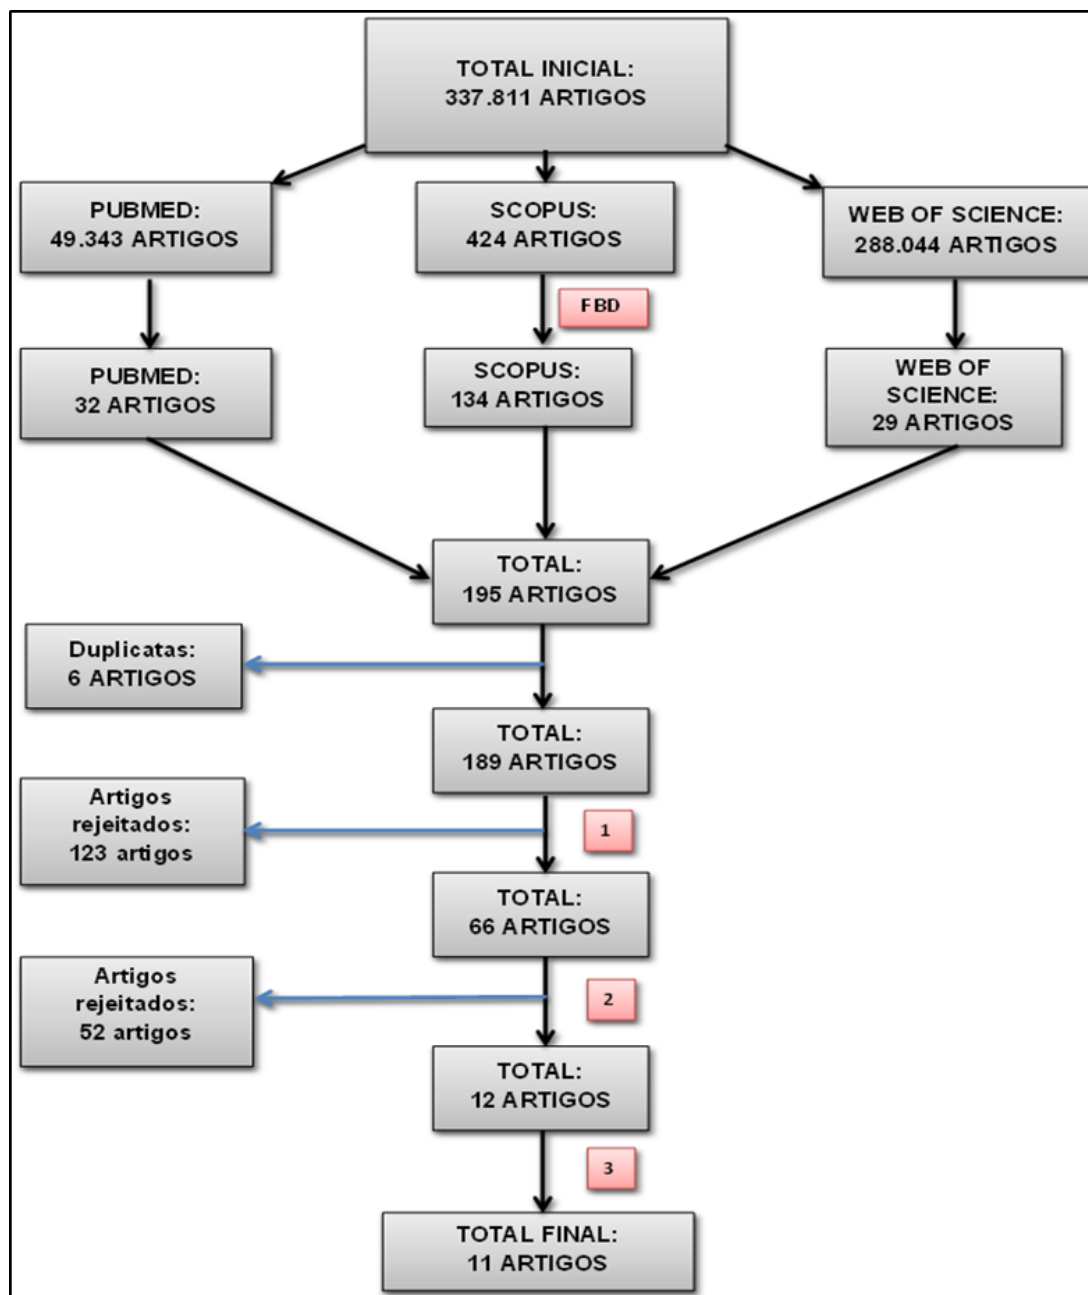 TOTAL INICIAL:
337.811 ARTIGOS
PUBMED:
49.343 ARTIGOS
SCOPUS:
424 ARTIGOS
WEB OF SCIENCE:
288.044 ARTIGOS
FBD
PUBMED:
32 ARTIGOS
SCOPUS:
134 ARTIGOS
WEB OF
SCIENCE:
29 ARTIGOS
TOTAL:
195 ARTIGOS
Duplicatas:
6 ARTIGOS
TOTAL:
189 ARTIGOS
Artigos
rejeitados:
123 artigos
1
TOTAL:
66 ARTIGOS
Artigos
rejeitados:
52 artigos
2
TOTAL:
12 ARTIGOS
3
TOTAL FINAL:
11 ARTIGOS